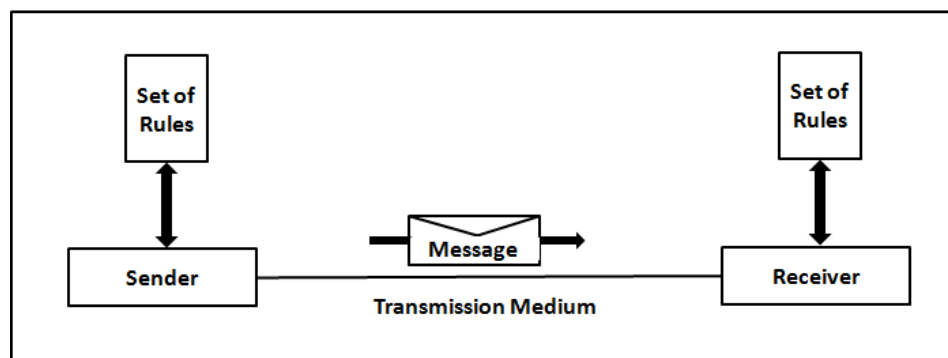 Set of
Rules
Set of
Rules
Message
Sender
Receiver
Transmission Medium